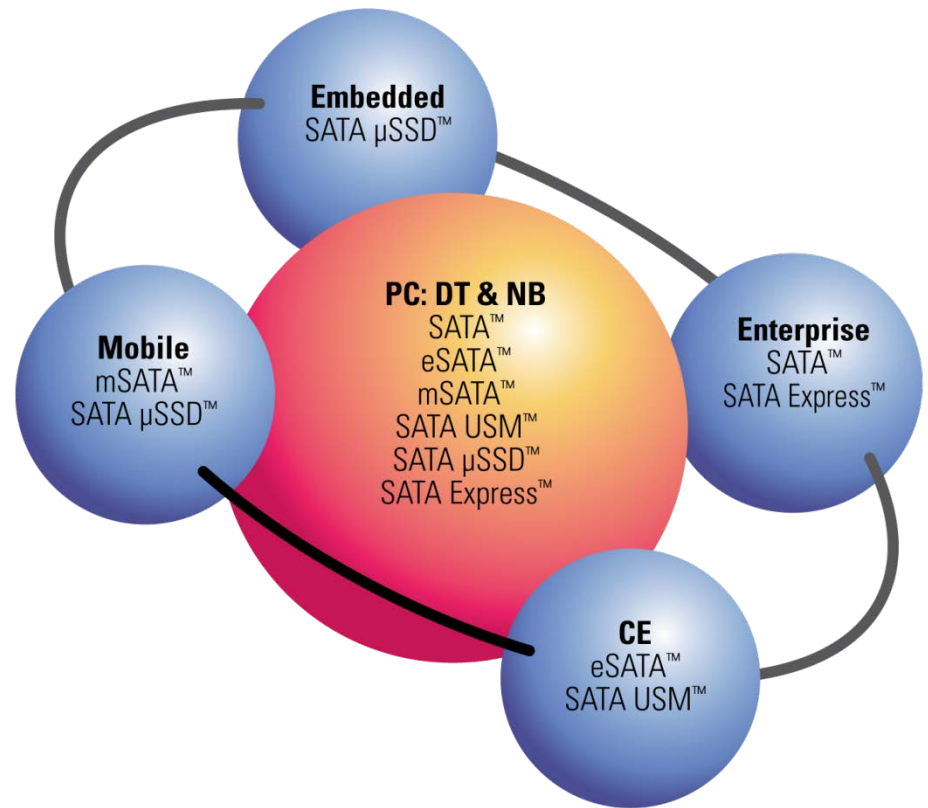 Embedded
SATA µSSD™
PC: DT & NB
SATA™
eSATA™
mSATA™
SATA USM™
SATA µSSD™
SATA Express™
Mobile
mSATA™
SATA µSSD™
Enterprise
SATA™
SATA Express™
CE
eSATA™
SATA USM™